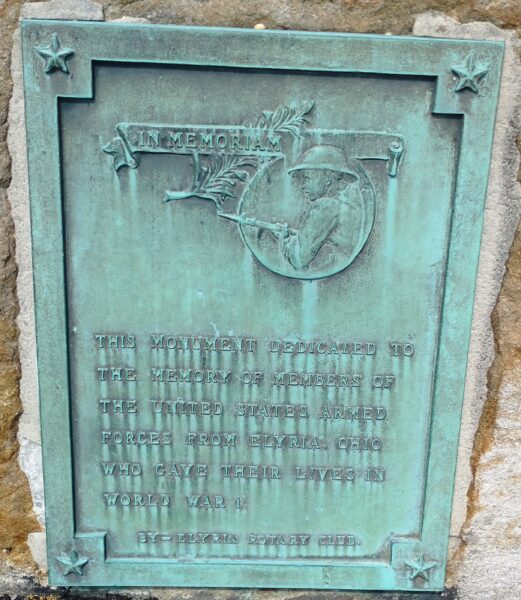 IN MEMORIAM
THIS MONUMENT DEDICATED TO
THE MEMORY OF MEMBERS OF
THE UNITED STATES ARMED
FORCES FROM ELYRIA, OHIO
WHO GAVE THEIR LIVES IN
WORLD WAR 1.
BY — ELYRIA ROTARY CLUB.